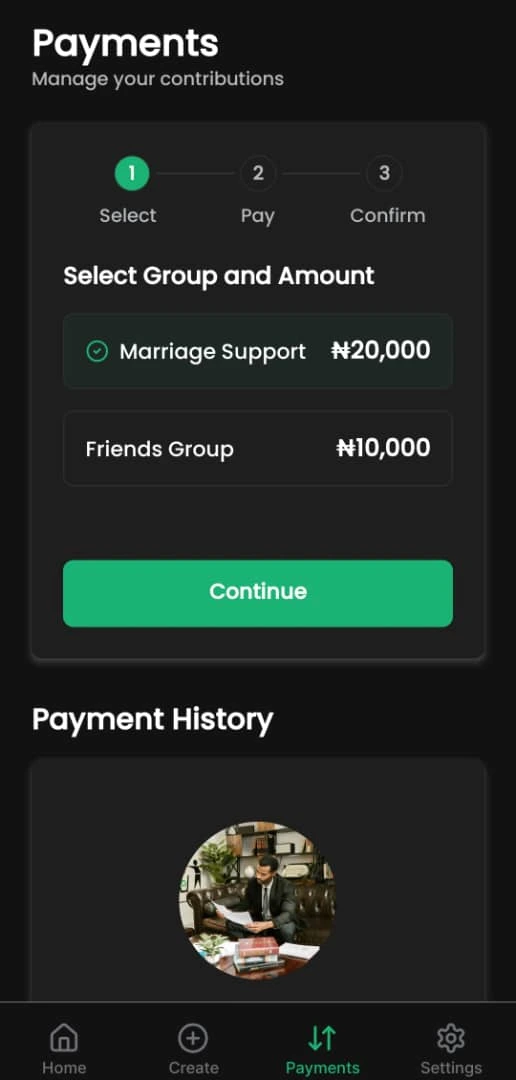 Payments
Manage your contributions
1 2 3
Select Pay Confirm
Select Group and Amount
Marriage Support ₦20,000
Friends Group ₦10,000
Continue
Payment History
Home Create Payments Settings